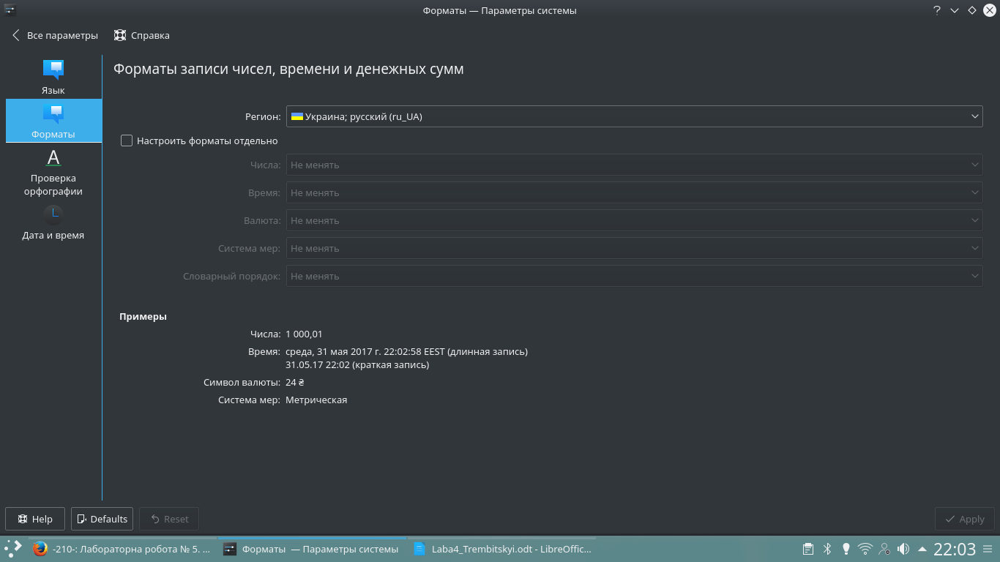 Форматы — Параметры системы
Все параметры
Справка
Язык
Форматы
Проверка
орфографии
Дата и время
Форматы записи чисел, времени и денежных сумм
Регион: Украина; русский (ru_UA)
Настроить форматы отдельно
Числа: Не менять
Время: Не менять
Валюта: Не менять
Система мер: Не менять
Словарный порядок: Не менять
Примеры
Числа: 1 000,01
Время: среда, 31 мая 2017 г. 22:02:58 EEST (длинная запись)
31.05.17 22:02 (краткая запись)
Символ валюты: 24 ₴
Система мер: Метрическая
Help
Defaults
Reset
Apply
-210-: Лабораторна робота № 5. ...
Форматы — Параметры системы
Laba4_Trembitskyi.odt - LibreOffic...
22:03